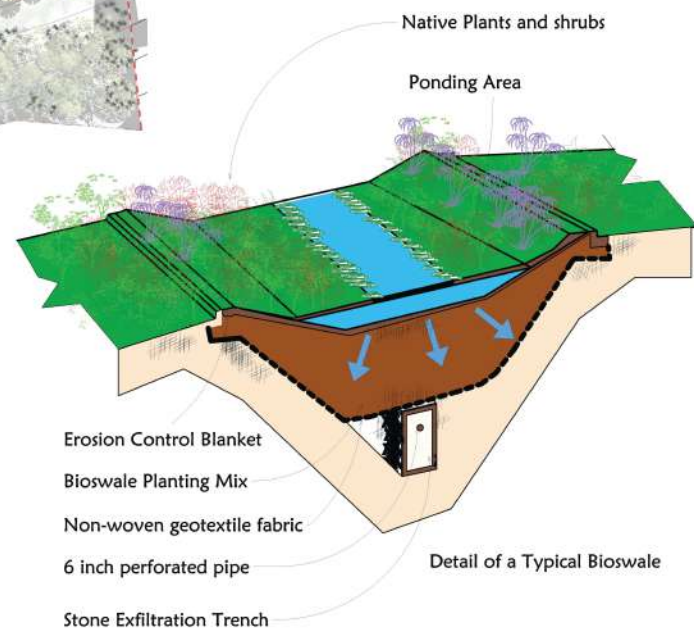 Native Plants and shrubs
Ponding Area
Erosion Control Blanket
Bioswale Planting Mix
Non-woven geotextile fabric
6 inch perforated pipe
Detail of a Typical Bioswale
Stone Exfiltration Trench